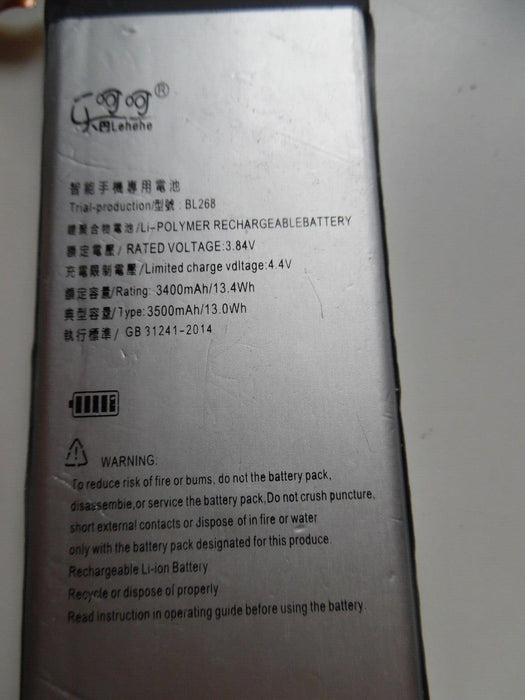 乐呵呵®
Lehehe
智能手機專用電池
Trial-production/型號：BL268
鋰聚合物電池/Li-POLYMER RECHARGEABLEBATTERY
額定電壓/ RATED VOLTAGE:3.84V
充電限制電壓/Limited charge vdltage:4.4V
額定容量/Rating: 3400mAh/13.4Wh
典型容量/Type:3500mAh/13.0Wh
執行標準/ GB 31241-2014
WARNING:
To reduce risk of fire or bums, do not the battery pack,
disassembie,or service the battery pack,Do not crush puncture,
short external contacts or Jispose of in fire or water
only with the battery pack designated for this produce.
Rechargeable Li-ion Battery
Recycle or dispose of properly
Read instruction in operating guide before using the battery.